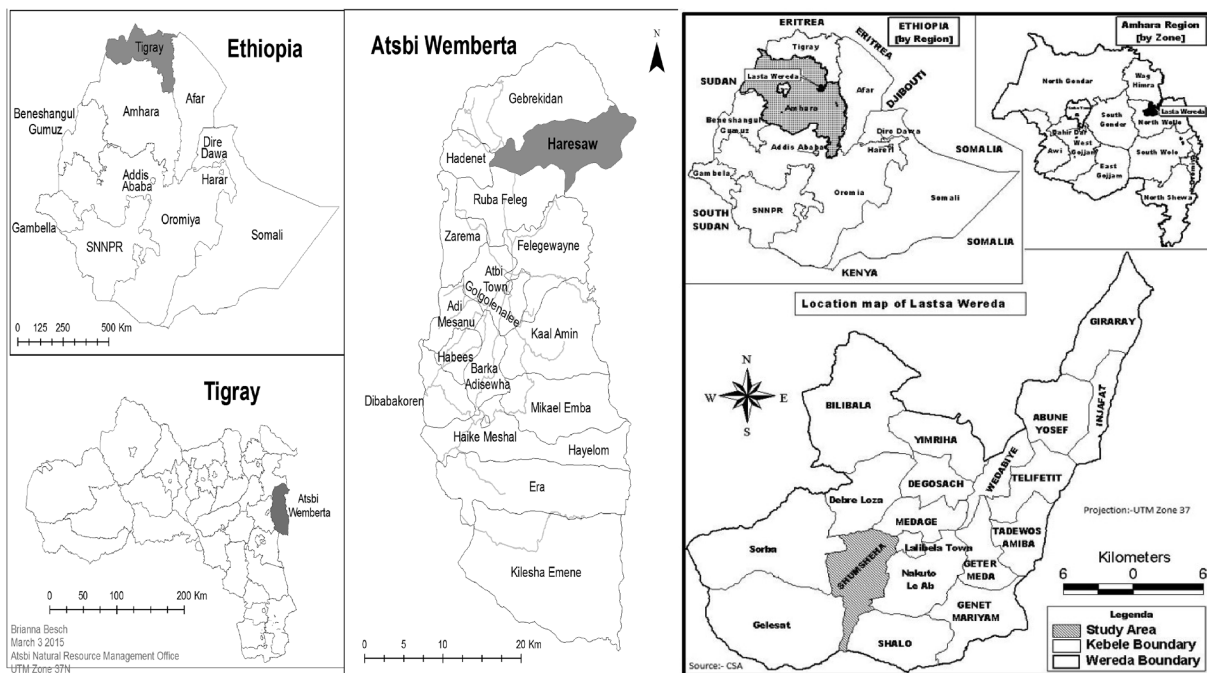 Ethiopia
Tigray
Amhara
Afar
Beneshangul
Gumuz
Dire
Dawa
Addis
Ababa
Harar
Gambella
Oromiya
SNNPR
Somali
0 125 250 500 Km
Tigray
Atsbi
Wemberta
0 50 100 200 Km
Brianna Besch
March 3 2015
Atsbi Natural Resource Management Office
UTM Zone 37N
Atsbi Wemberta
N
Gebrekidan
Haresaw
Hadenet
Ruba Feleg
Zarema
Felegewayne
Atbi
Town
Golgolenalee
Adi
Mesanu
Kaal Amin
Habees
Barka
Adisewha
Dibabakoren
Mikael Emba
Haike Meshal
Hayelom
Era
Kilesha Emene
0 10 20 Km
ERITREA
ETHIOPIA
[by Region]
Tigray
ERITREA
SUDAN
Lasta Wereda
Afar
DJIBOUTI
Amhara
Beneshangul
Gumuz
Dire Dawa
Addis Ababa
SOMALIA
Gambela
Oromia
Somali
SOUTH
SUDAN
SNNPR
SOMALIA
KENYA
Amhara Region
[by Zone]
North Gondar
Wag
Himra
Lasta Wereda
South
Gonder
North Wollo
Bahir Dar
West
Gojjam
Awi
South Wolo
East
Gojjam
North Shewa
Location map of Lastsa Wereda
N
W E
S
GIRARAY
BILIBALA
ABUNE
YOSEF
INJAFAT
YIMRIHA
WEDABIYE
TELIFETIT
DEGOSACH
Debre Loza
Projection:-UTM Zone 37
MEDAGE
TADEWOS
AMIBA
Sorba
Lalibela Town
SHUMSHEHA
GETER
MEDA
Nakuto
Le Ab
Kilometers
6 0 6
GENET
MARIYAM
Gelesat
SHALO
Legenda
Study Area
Kebele Boundary
Wereda Boundary
Source:- CSA